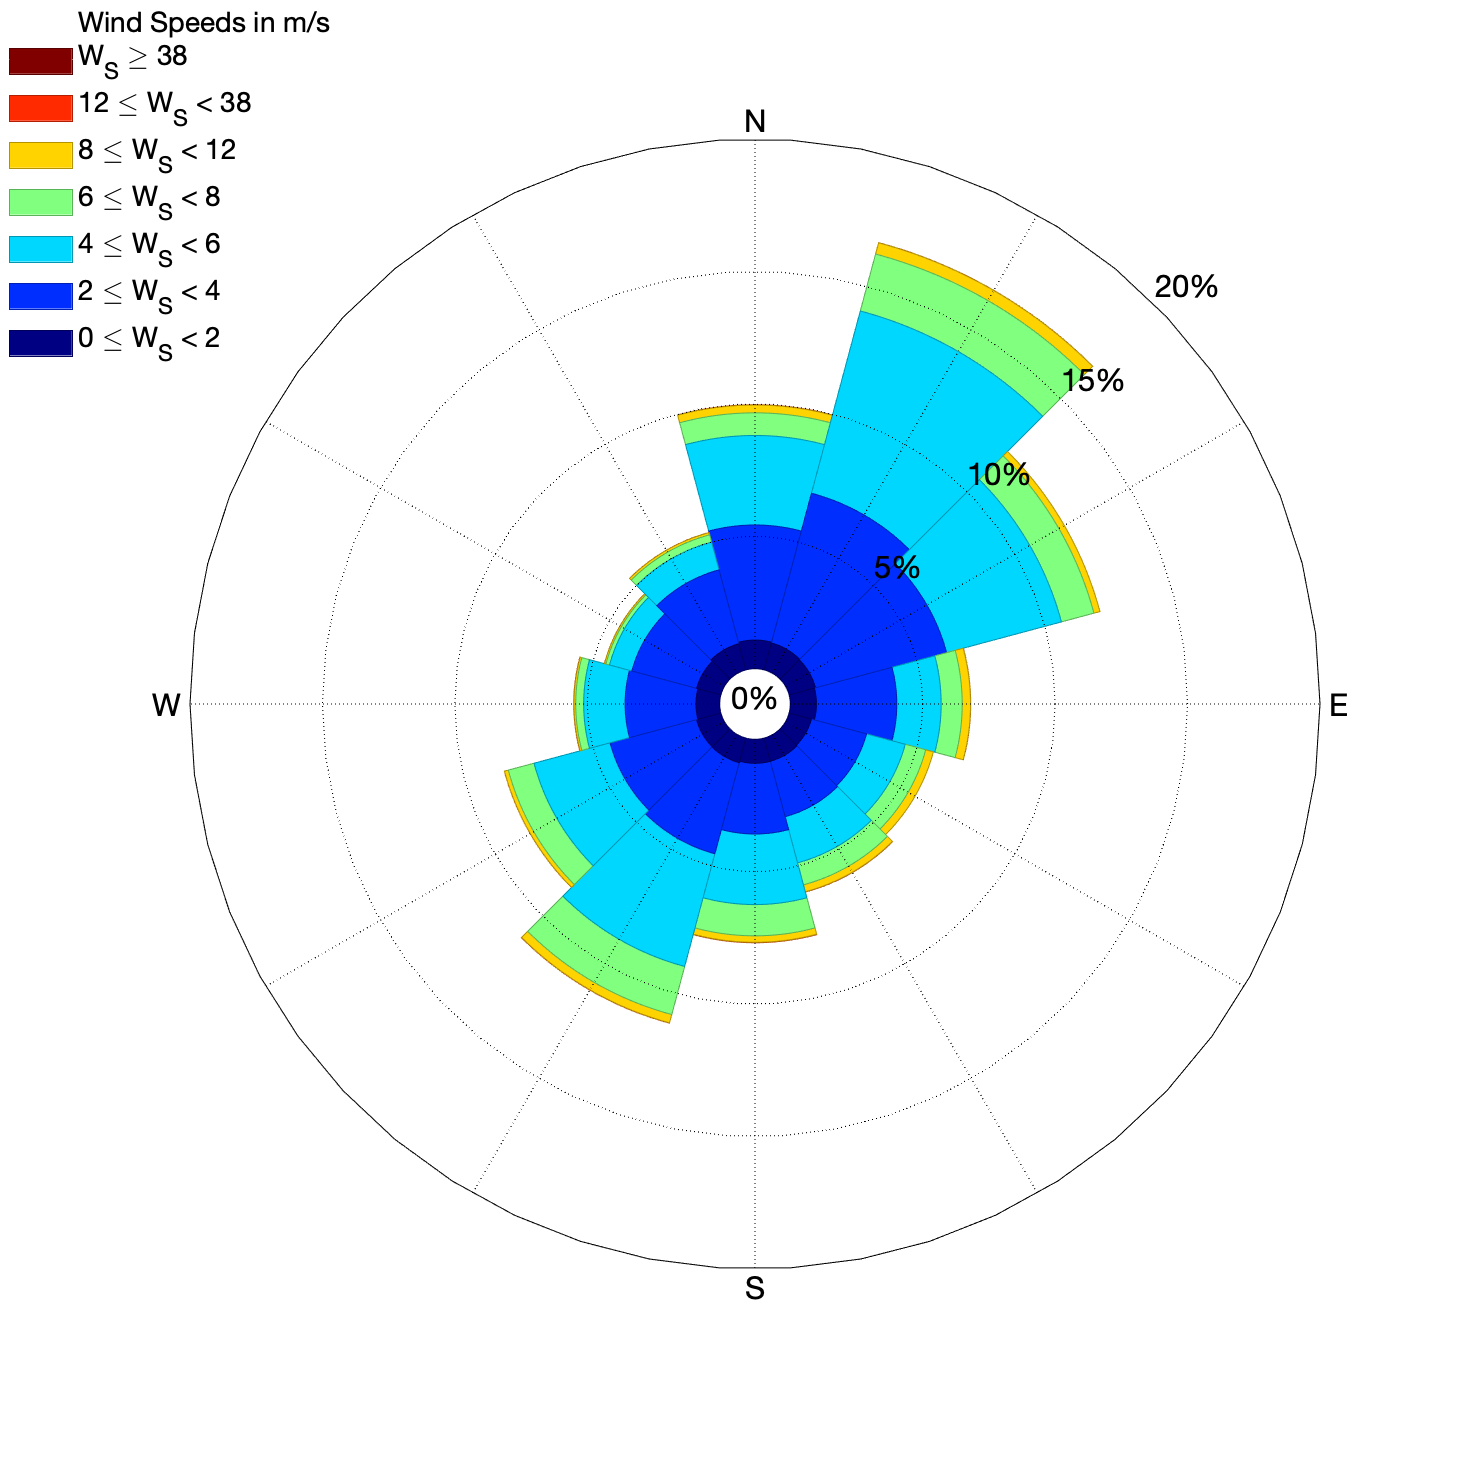 Wind Speeds in m/s
W_S ≥ 38
12 ≤ W_S < 38
8 ≤ W_S < 12
6 ≤ W_S < 8
4 ≤ W_S < 6
2 ≤ W_S < 4
0 ≤ W_S < 2
N
20%
15%
10%
5%
0%
W
E
S